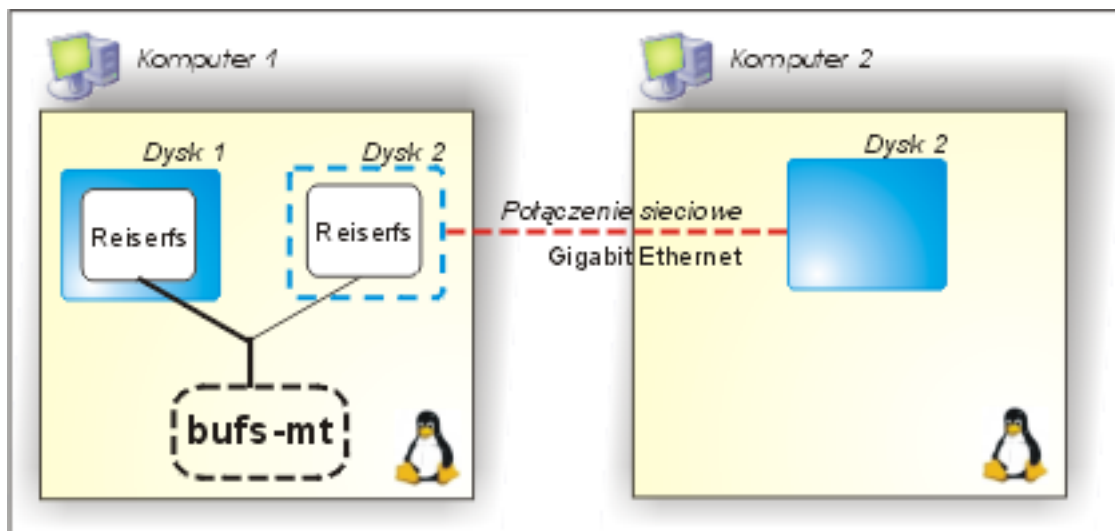 Komputer 1
Komputer 2
Dysk 1
Dysk 2
Dysk 2
Reiserfs
Reiserfs
Połączenie sieciowe
Gigabit Ethernet
bufs-mt